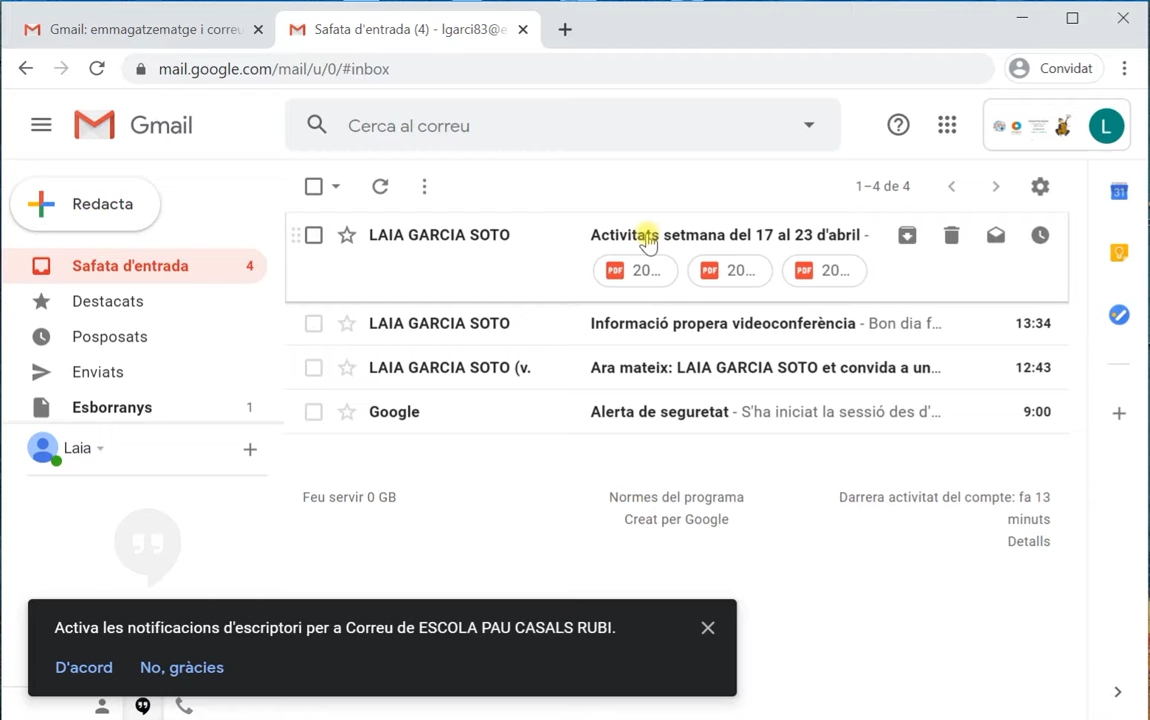 Gmail: emmagatzematge i correu
Safata d'entrada (4) - lgarci83@e
mail.google.com/mail/u/0/#inbox
Convidat
Gmail
Cerca al correu
L
Redacta
1–4 de 4
31
Safata d'entrada 4
Destacats
Posposats
Enviats
Esborranys 1
LAIA GARCIA SOTO Activitats setmana del 17 al 23 d'abril -
PDF 20... PDF 20... PDF 20...
LAIA GARCIA SOTO Informació propera videoconferència - Bon dia f... 13:34
LAIA GARCIA SOTO (v. Ara mateix: LAIA GARCIA SOTO et convida a un... 12:43
Google Alerta de seguretat - S'ha iniciat la sessió des d'... 9:00
Laia
Feu servir 0 GB
Normes del programa
Creat per Google
Darrera activitat del compte: fa 13
minuts
Detalls
Activa les notificacions d'escriptori per a Correu de ESCOLA PAU CASALS RUBI.
D'acord No, gràcies